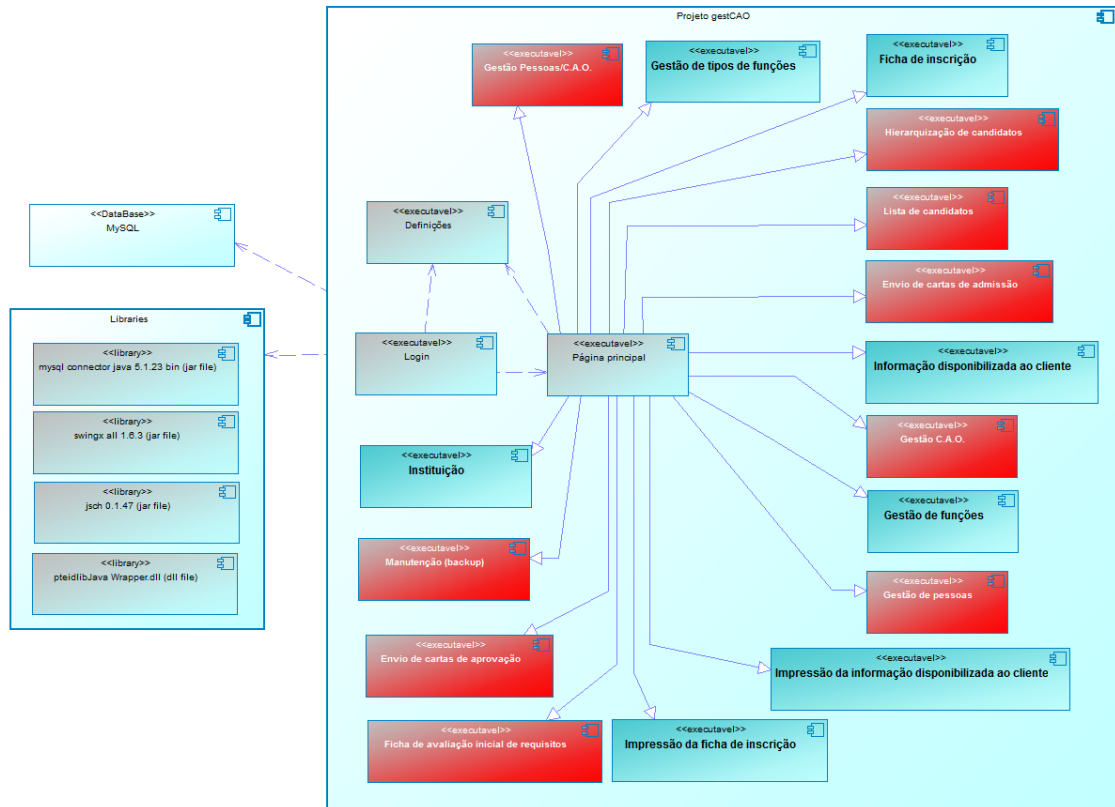 Projeto gestCAO
<<executavel>>
Gestão Pessoas/C.A.O.
<<executavel>>
Gestão de tipos de funções
<<executavel>>
Ficha de inscrição
<<executavel>>
Hierarquização de candidatos
<<executavel>>
Lista de candidatos
<<DataBase>>
MySQL
<<executavel>>
Definições
<<executavel>>
Envio de cartas de admissão
Libraries
<<library>>
mysql connector java 5.1.23 bin (jar file)
<<library>>
swingx all 1.6.3 (jar file)
<<library>>
jsch 0.1.47 (jar file)
<<library>>
pteidlibJava Wrapper.dll (dll file)
<<executavel>>
Login
<<executavel>>
Página principal
<<executavel>>
Informação disponibilizada ao cliente
<<executavel>>
Gestão C.A.O.
<<executavel>>
Instituição
<<executavel>>
Gestão de funções
<<executavel>>
Manutenção (backup)
<<executavel>>
Gestão de pessoas
<<executavel>>
Envio de cartas de aprovação
<<executavel>>
Impressão da informação disponibilizada ao cliente
<<executavel>>
Ficha de avaliação inicial de requisitos
<<executavel>>
Impressão da ficha de inscrição